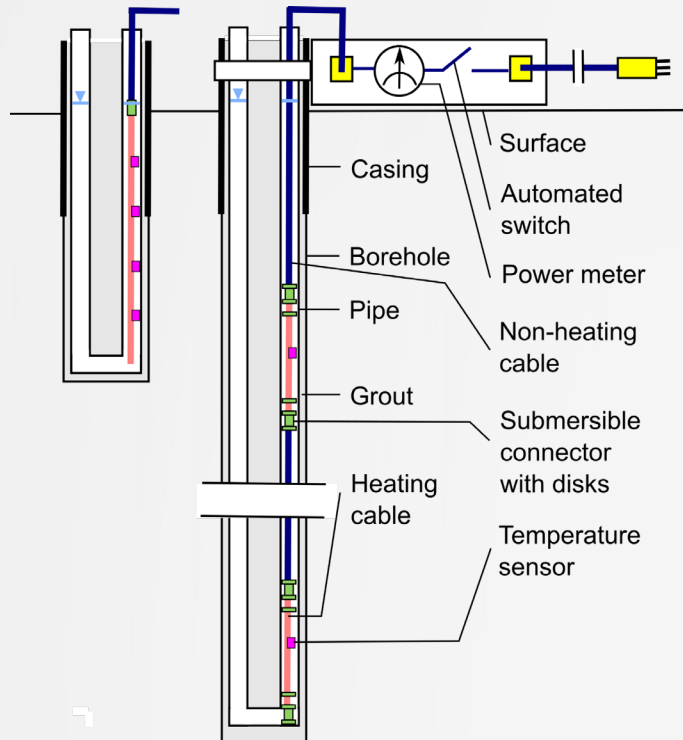 Surface
Casing
Automated
switch
Borehole
Power meter
Pipe
Non-heating
cable
Grout
Submersible
connector
with disks
Heating
cable
Temperature
sensor